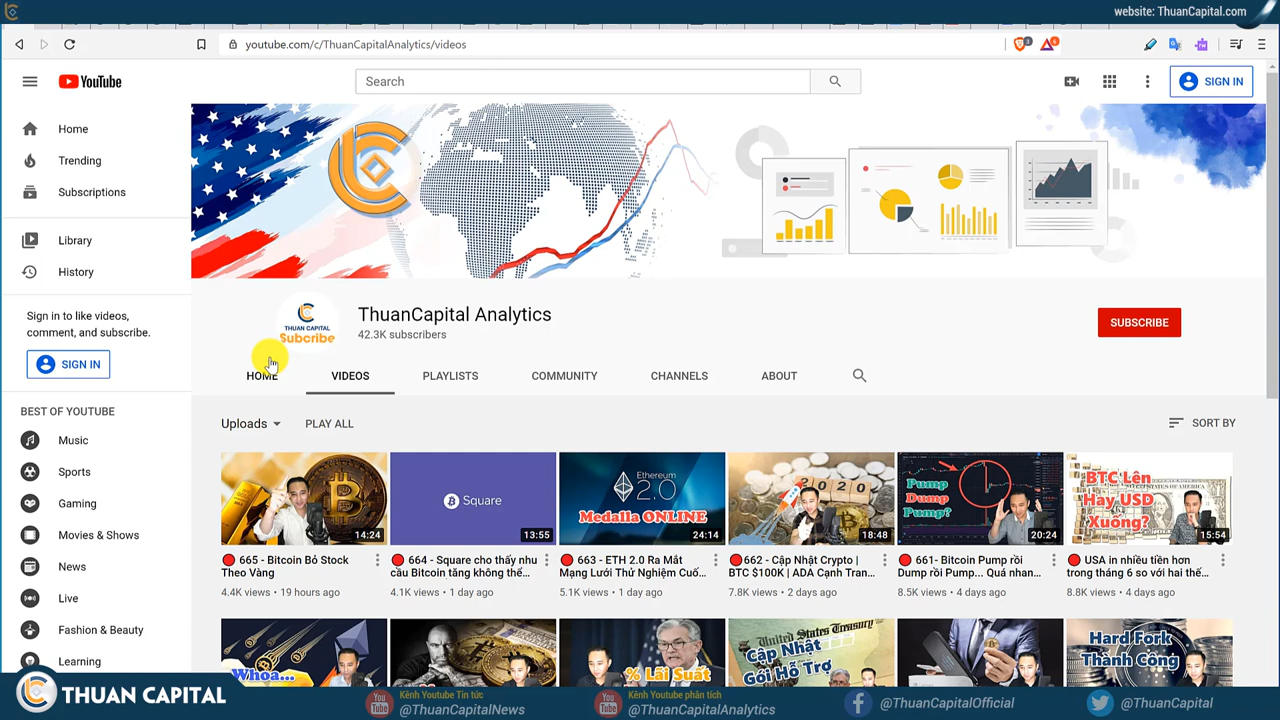 website: ThuanCapital.com
youtube.com/c/ThuanCapitalAnalytics/videos
3
6
YouTube
Search
SIGN IN
Home
Trending
Subscriptions
Library
History
Sign in to like videos,
comment, and subscribe.
SIGN IN
BEST OF YOUTUBE
Music
Sports
Gaming
Movies & Shows
News
Live
Fashion & Beauty
Learning
THUAN CAPITAL
Subcribe
ThuanCapital Analytics
42.3K subscribers
SUBSCRIBE
HOME
VIDEOS
PLAYLISTS
COMMUNITY
CHANNELS
ABOUT
Uploads
PLAY ALL
SORT BY
14:24
Square
13:55
Ethereum
2.0
Medalla ONLINE
24:14
2020
18:48
Pump
Dump
Pump?
20:24
BTC Lên
Hay USD
Xuống?
15:54
665 - Bitcoin Bỏ Stock
Theo Vàng
4.4K views • 19 hours ago
664 - Square cho thấy nhu
cầu Bitcoin tăng không thể...
4.1K views • 1 day ago
663 - ETH 2.0 Ra Mắt
Mạng Lưới Thử Nghiệm Cuố...
5.1K views • 1 day ago
662 - Cập Nhật Crypto |
BTC $100K | ADA Cạnh Tran...
7.8K views • 2 days ago
661- Bitcoin Pump rồi
Dump rồi Pump... Quá nhan...
8.5K views • 4 days ago
USA in nhiều tiền hơn
trong tháng 6 so với hai thế...
8.8K views • 4 days ago
Whoa...
% Lãi Suất
United States Treasury
Cập Nhật
Gói Hỗ Trợ
Hard Fork
Thành Công
THUAN CAPITAL
Kênh Youtube Tin tức
@ThuanCapitalNews
Kênh Youtube phân tích
@ThuanCapitalAnalytics
@ThuanCapitalOfficial
@ThuanCapital